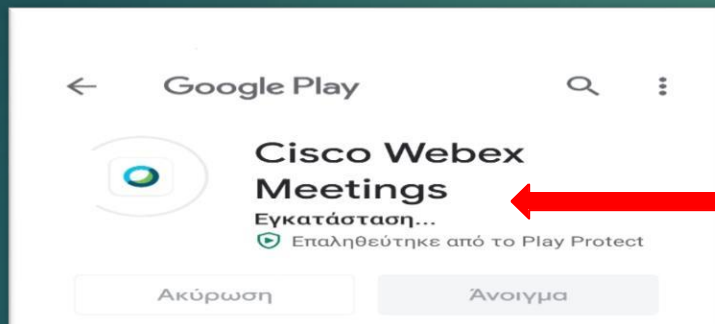 Google Play
Cisco Webex
Meetings
Εγκατάσταση...
Επαληθεύτηκε από το Play Protect
Ακύρωση Άνοιγμα